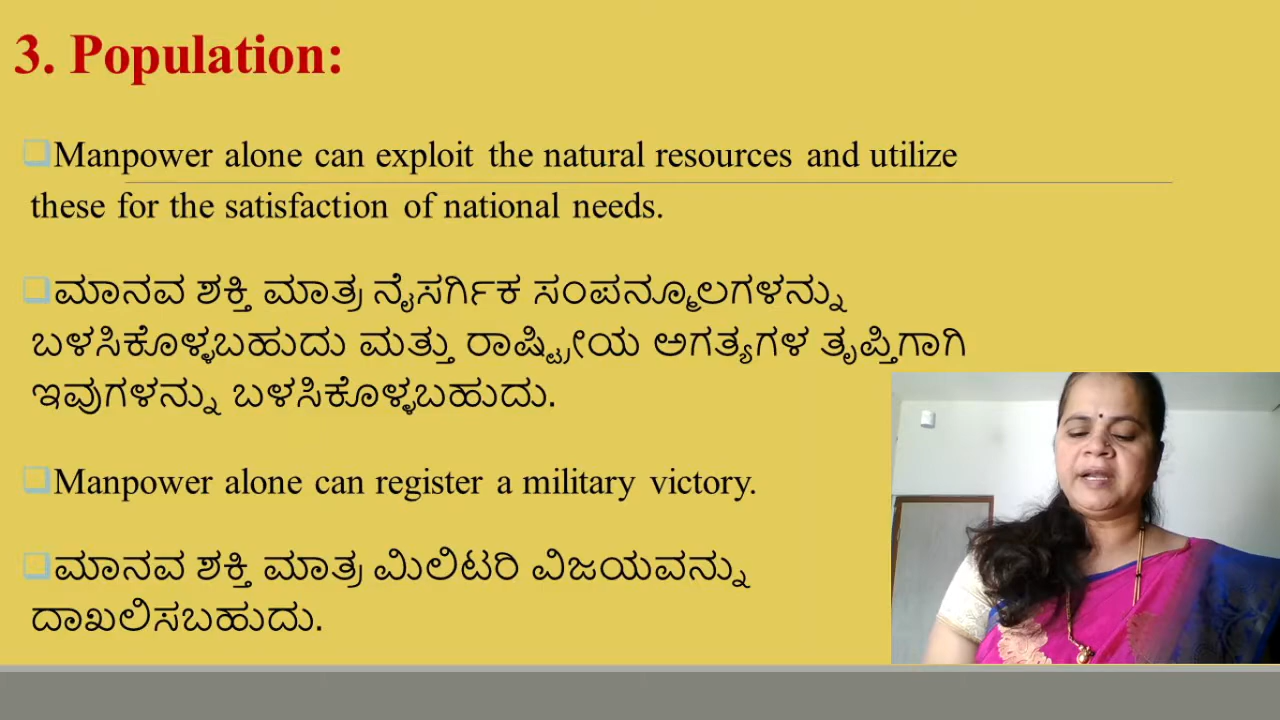 3. Population:
Manpower alone can exploit the natural resources and utilize
these for the satisfaction of national needs.
ಮಾನವ ಶಕ್ತಿ ಮಾತ್ರ ನೈಸರ್ಗಿಕ ಸಂಪನ್ಮೂಲಗಳನ್ನು
ಬಳಸಿಕೊಳ್ಳಬಹುದು ಮತ್ತು ರಾಷ್ಟ್ರೀಯ ಅಗತ್ಯಗಳ ತೃಪ್ತಿಗಾಗಿ
ಇವುಗಳನ್ನು ಬಳಸಿಕೊಳ್ಳಬಹುದು.
Manpower alone can register a military victory.
ಮಾನವ ಶಕ್ತಿ ಮಾತ್ರ ಮಿಲಿಟರಿ ವಿಜಯವನ್ನು
ದಾಖಲಿಸಬಹುದು.